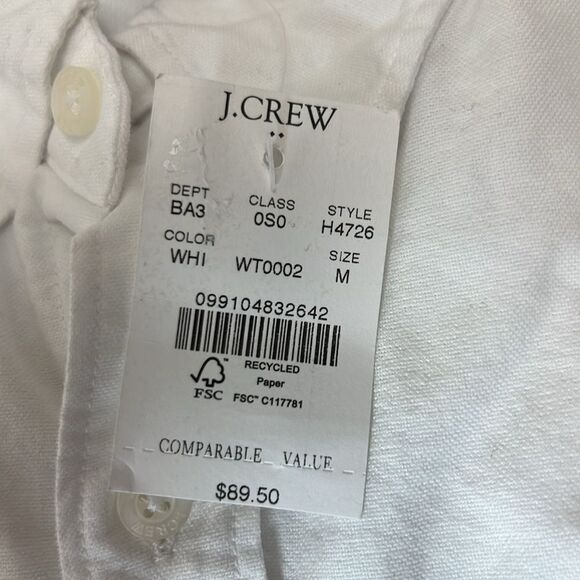 J.CREW
DEPT CLASS STYLE
BA3 0S0 H4726
COLOR SIZE
WHI WT0002 M
099104832642
RECYCLED
Paper
FSC FSC™ C117781
COMPARABLE VALUE
$89.50